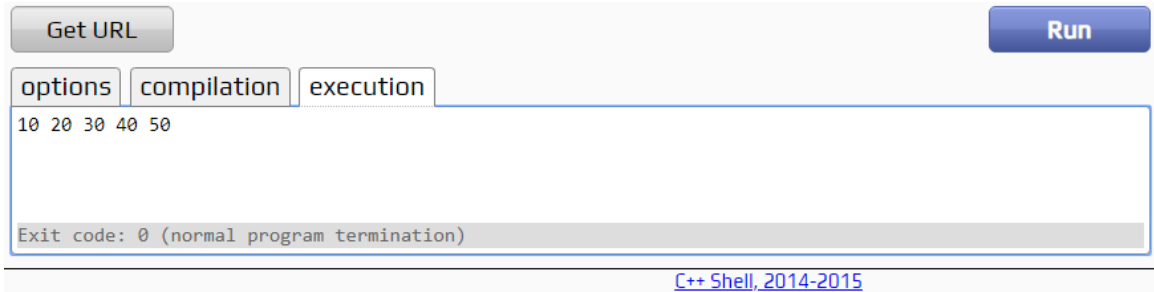 Get URL
Run
options compilation execution
10 20 30 40 50
Exit code: 0 (normal program termination)
C++ Shell, 2014-2015